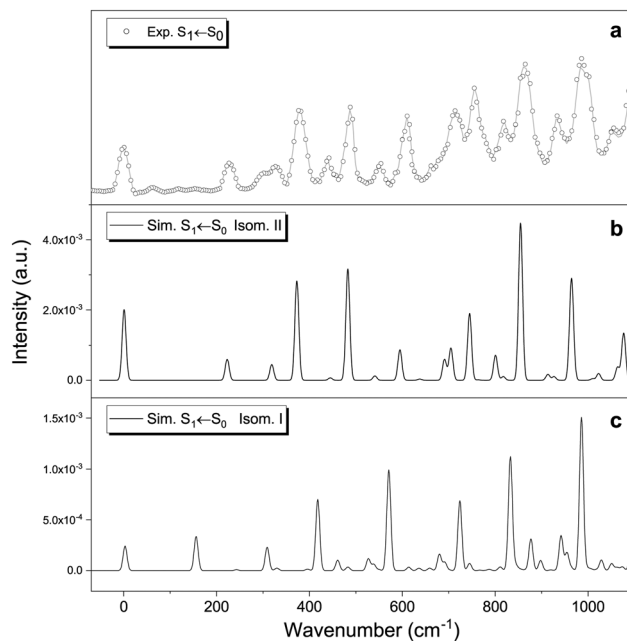 Exp. S1←S0
a
Sim. S1←S0 Isom. II
b
4.0x10-3
2.0x10-3
0.0
Sim. S1←S0 Isom. I
c
1.5x10-3
1.0x10-3
5.0x10-4
0.0
Intensity (a.u.)
0 200 400 600 800 1000
Wavenumber (cm-1)